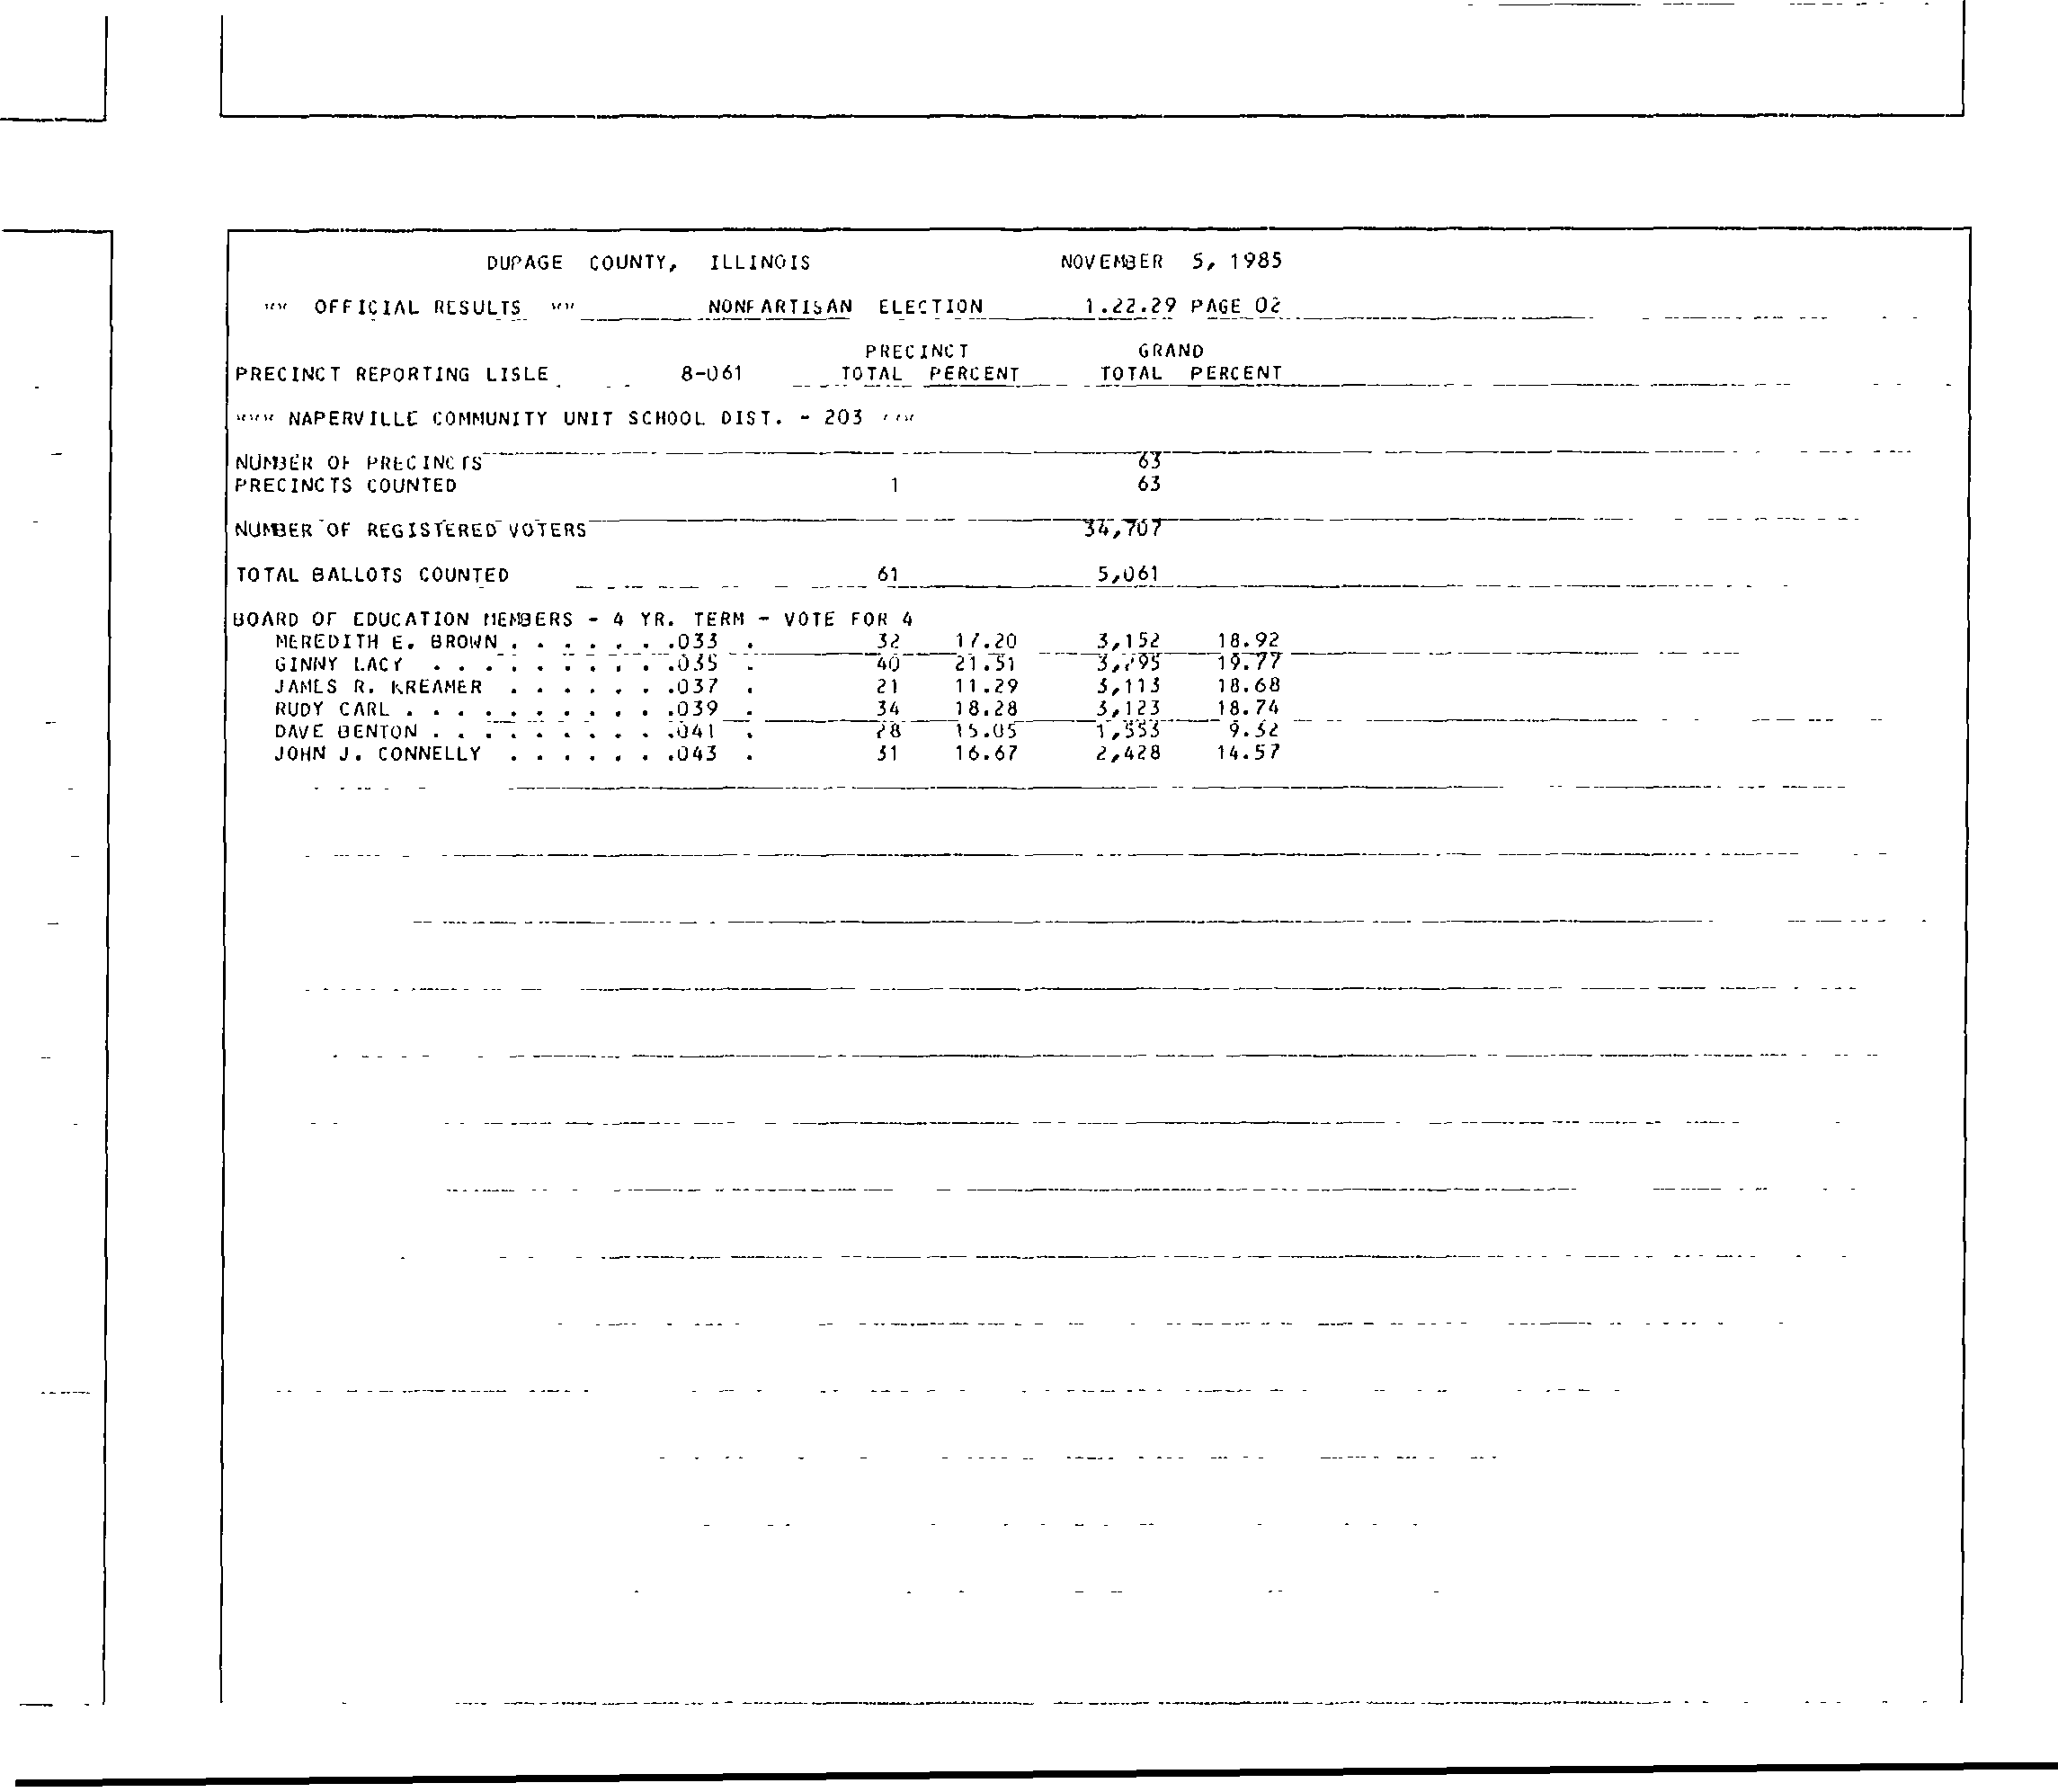 DUPAGE COUNTY, ILLINOIS NOVEMBER 5, 1985
** OFFICIAL RESULTS ** NONPARTISAN ELECTION 1.22.29 PAGE 02
PRECINCT GRAND
PRECINCT REPORTING LISLE 8-061 TOTAL PERCENT TOTAL PERCENT
*** NAPERVILLE COMMUNITY UNIT SCHOOL DIST. - 203 ***
NUMBER OF PRECINCTS 63
PRECINCTS COUNTED 1 63
NUMBER OF REGISTERED VOTERS 34,707
TOTAL BALLOTS COUNTED 61 5,061
BOARD OF EDUCATION MEMBERS - 4 YR. TERM - VOTE FOR 4
MEREDITH E. BROWN . . . . . . .033 . 32 17.20 3,152 18.92
GINNY LACY . . . . . . . . . .035 . 40 21.51 3,295 19.77
JAMES R. KREAMER . . . . . . .037 . 21 11.29 3,113 18.68
RUDY CARL . . . . . . . . . . .039 . 34 18.28 3,123 18.74
DAVE BENTON . . . . . . . . . .041 . 28 15.05 1,553 9.32
JOHN J. CONNELLY . . . . . . .043 . 31 16.67 2,428 14.57